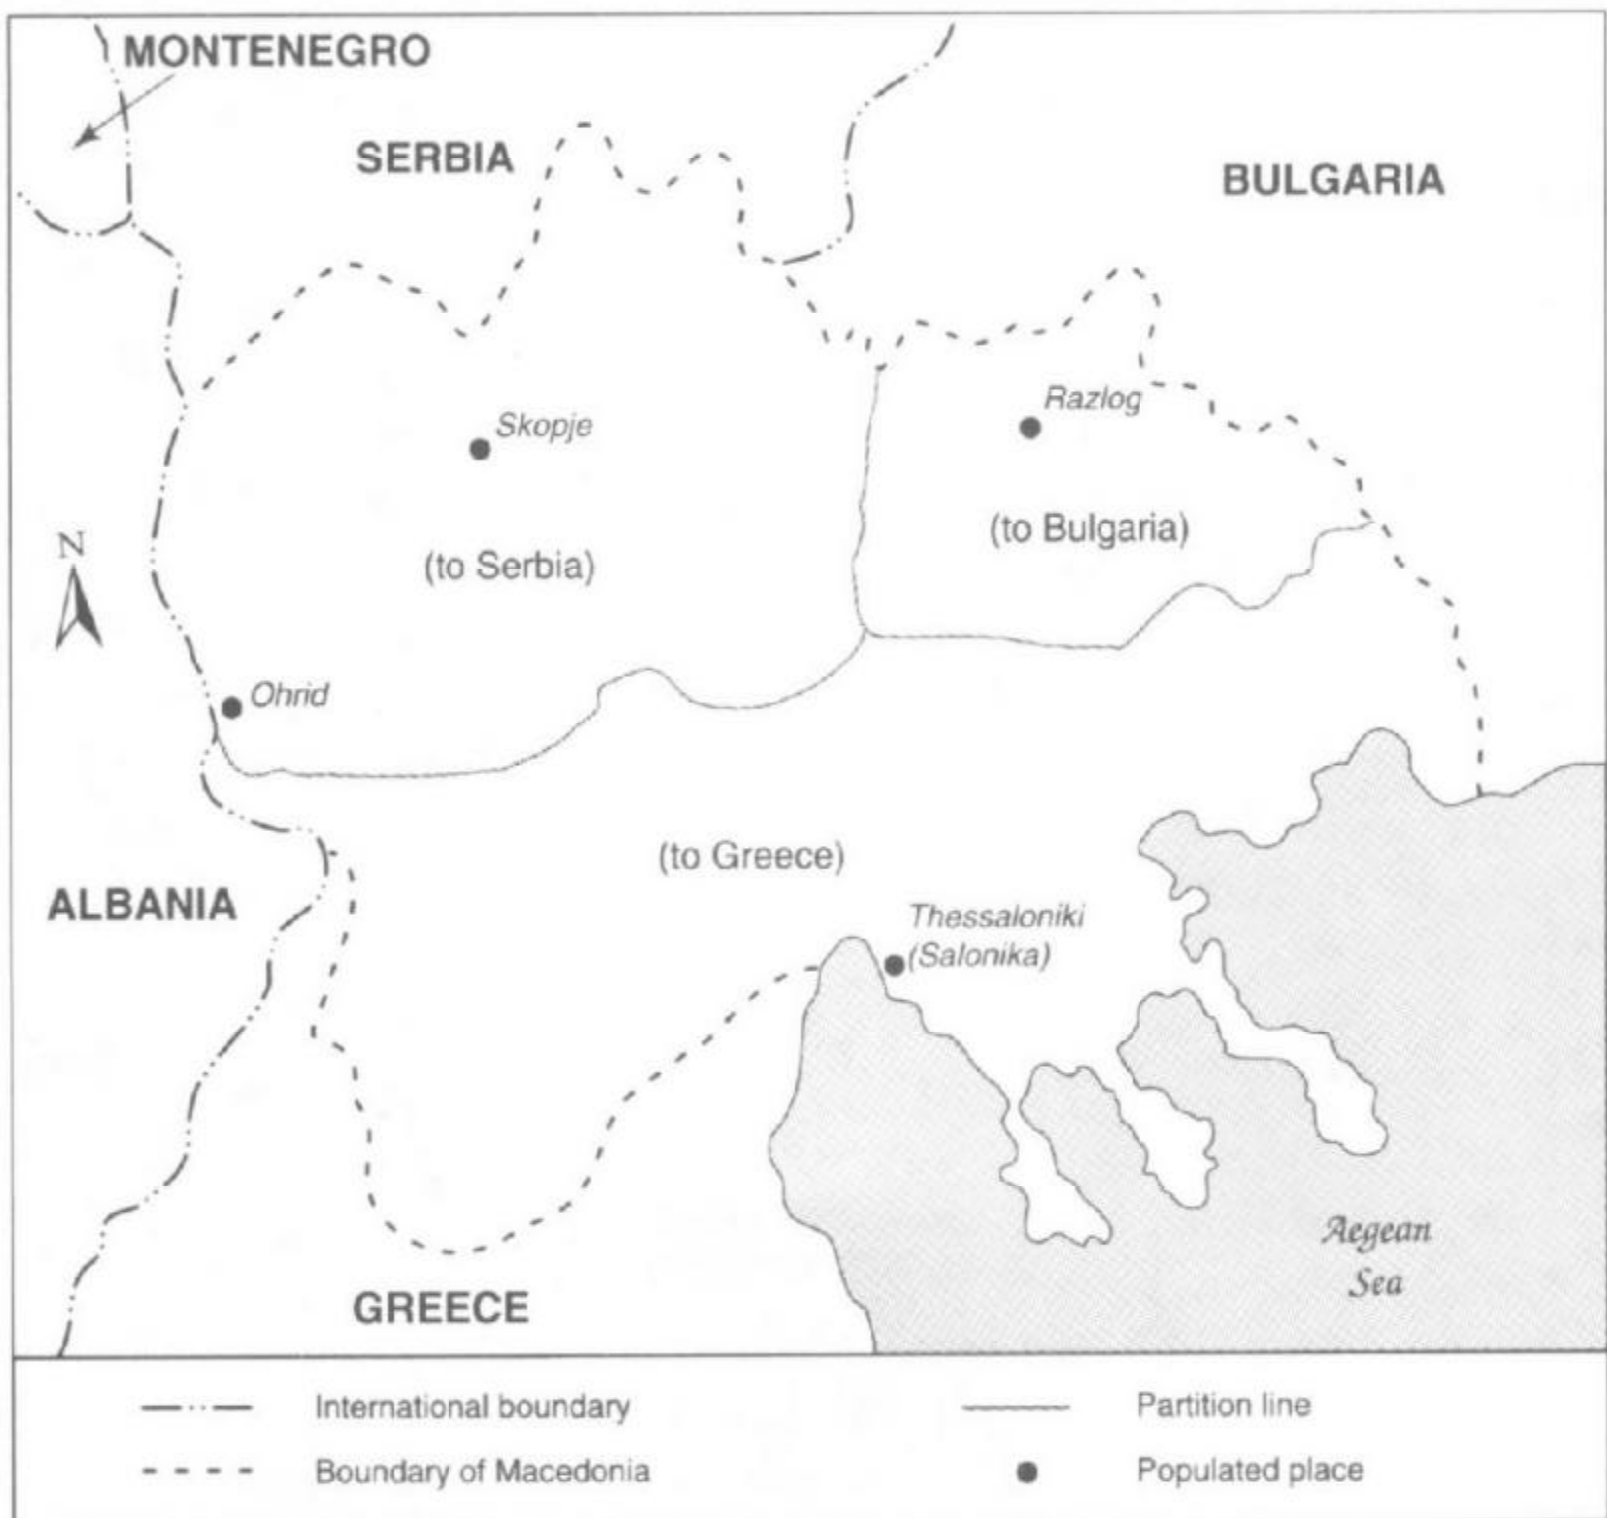 MONTENEGRO
SERBIA
BULGARIA
Razlog
Skopje
(to Bulgaria)
N
(to Serbia)
Ohrid
(to Greece)
ALBANIA
Thessaloniki
(Salonika)
Aegean
Sea
GREECE
International boundary
Partition line
Boundary of Macedonia
Populated place